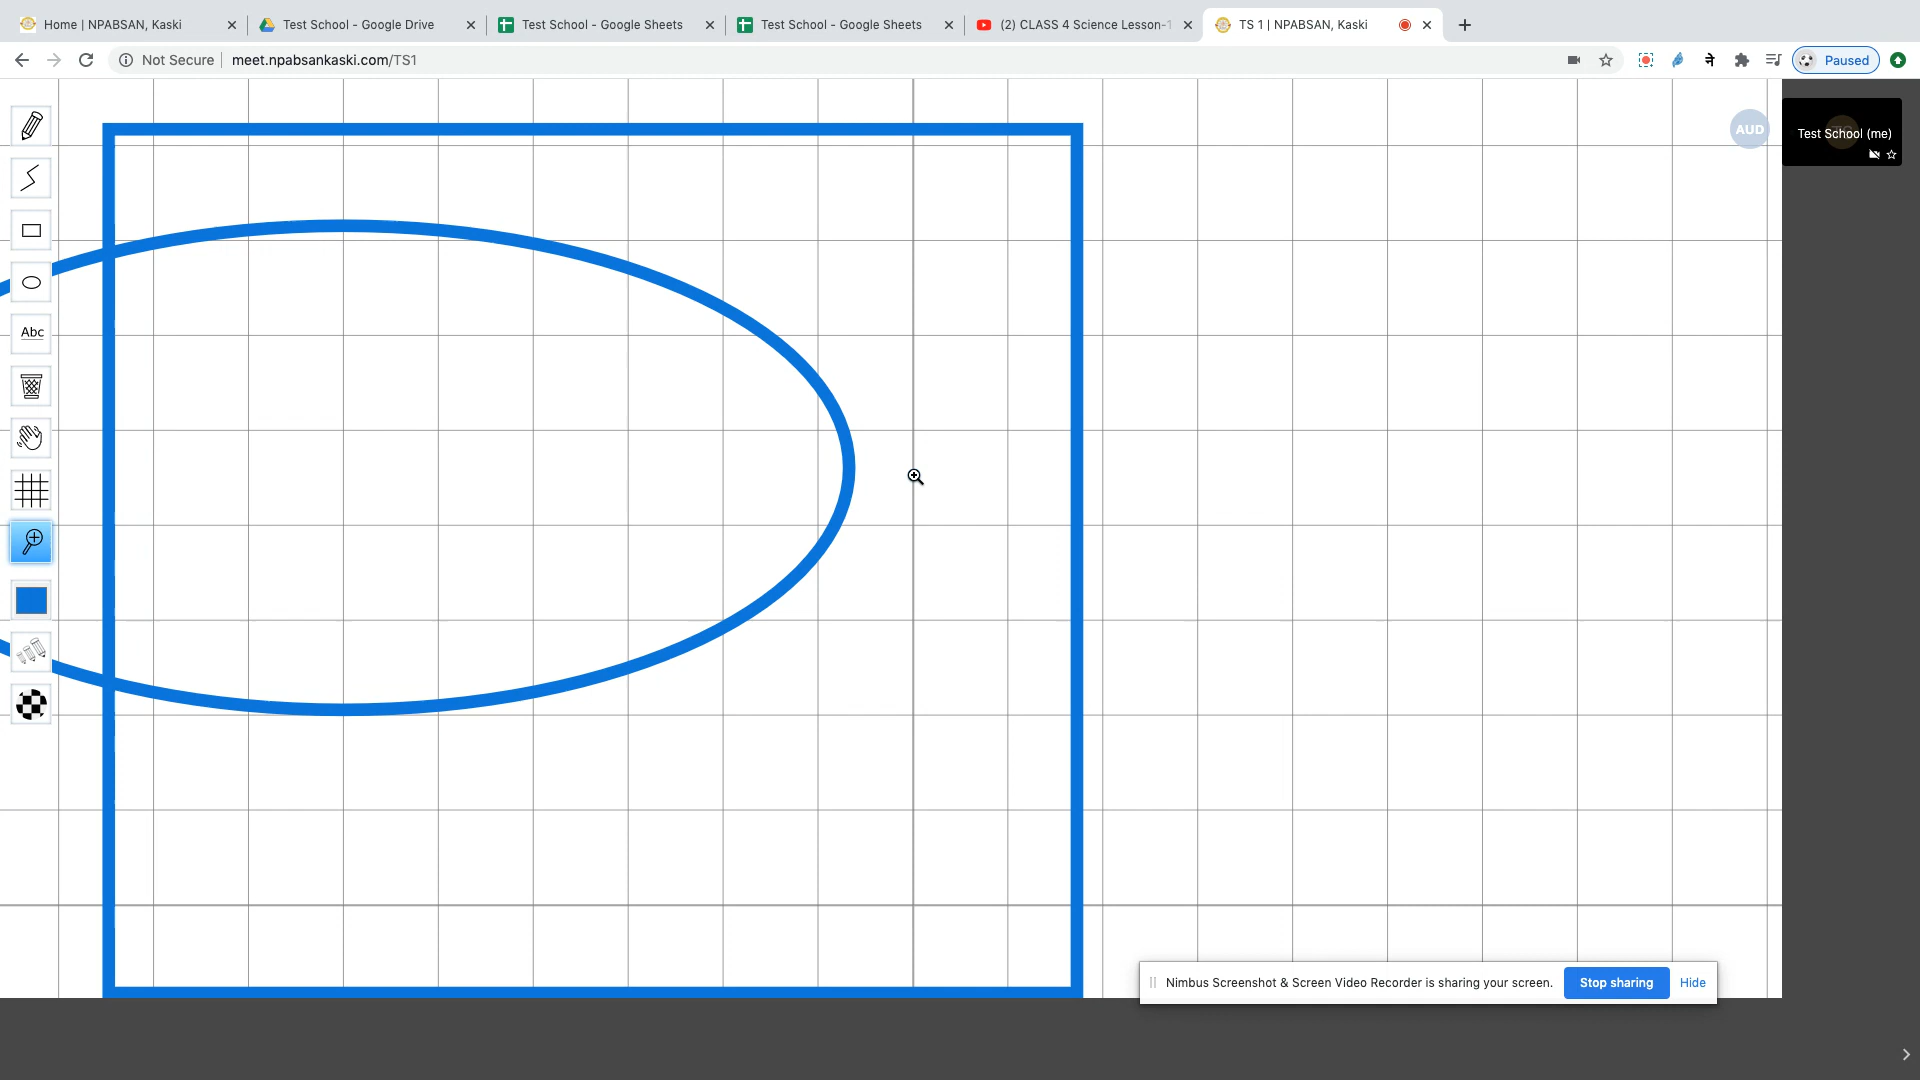 Home | NPABSAN, Kaski
Test School - Google Drive
Test School - Google Sheets
Test School - Google Sheets
(2) CLASS 4 Science Lesson-1
TS 1 | NPABSAN, Kaski
Not Secure
meet.npabsankaski.com/TS1
ने
Paused
AUD
Test School (me)
Abc
Nimbus Screenshot & Screen Video Recorder is sharing your screen.
Stop sharing
Hide